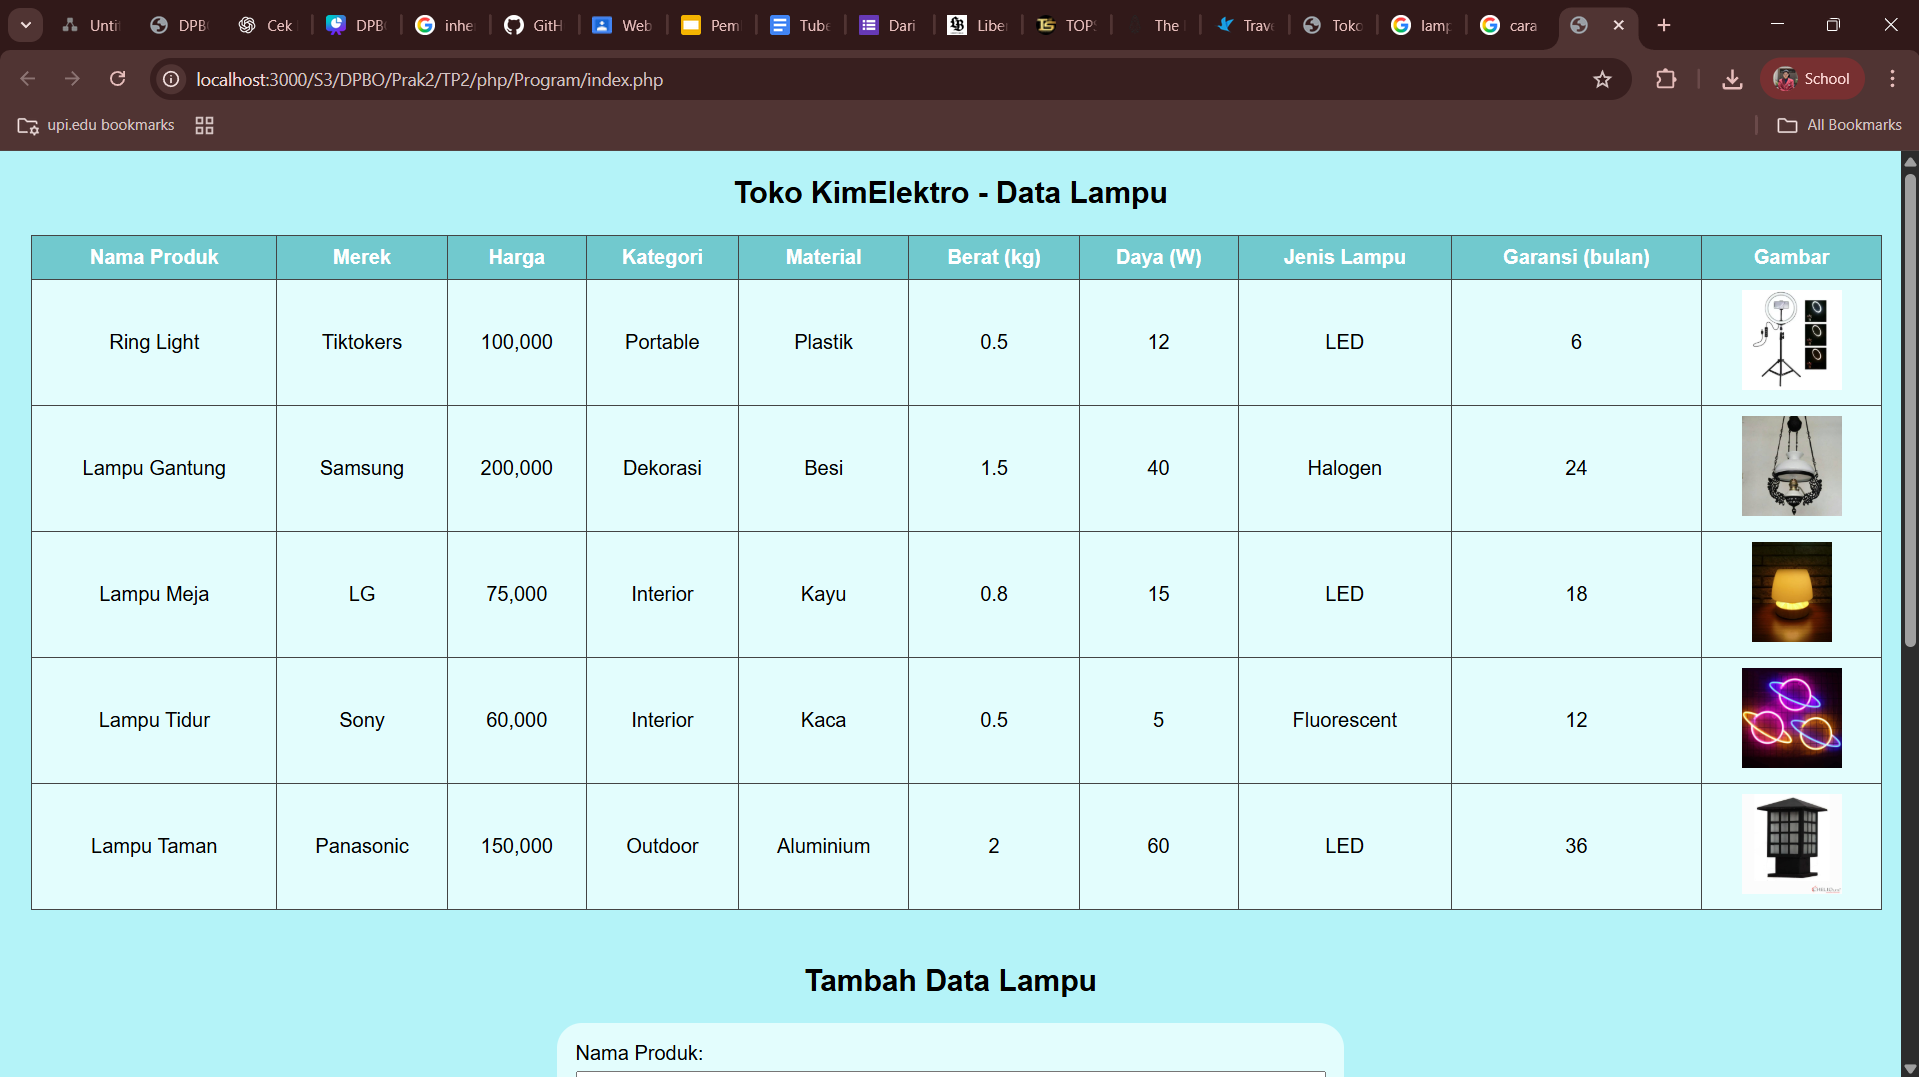 Unti DPBO Cek DPB inhe GitH Web Pem Tube Dari Libe TOPS The Trave Toko lamp cara
localhost:3000/S3/DPBO/Prak2/TP2/php/Program/index.php School
upi.edu bookmarks All Bookmarks
Toko KimElektro - Data Lampu
Nama Produk Merek Harga Kategori Material Berat (kg) Daya (W) Jenis Lampu Garansi (bulan) Gambar
Ring Light Tiktokers 100,000 Portable Plastik 0.5 12 LED 6
Lampu Gantung Samsung 200,000 Dekorasi Besi 1.5 40 Halogen 24
Lampu Meja LG 75,000 Interior Kayu 0.8 15 LED 18
Lampu Tidur Sony 60,000 Interior Kaca 0.5 5 Fluorescent 12
Lampu Taman Panasonic 150,000 Outdoor Aluminium 2 60 LED 36
Tambah Data Lampu
Nama Produk: